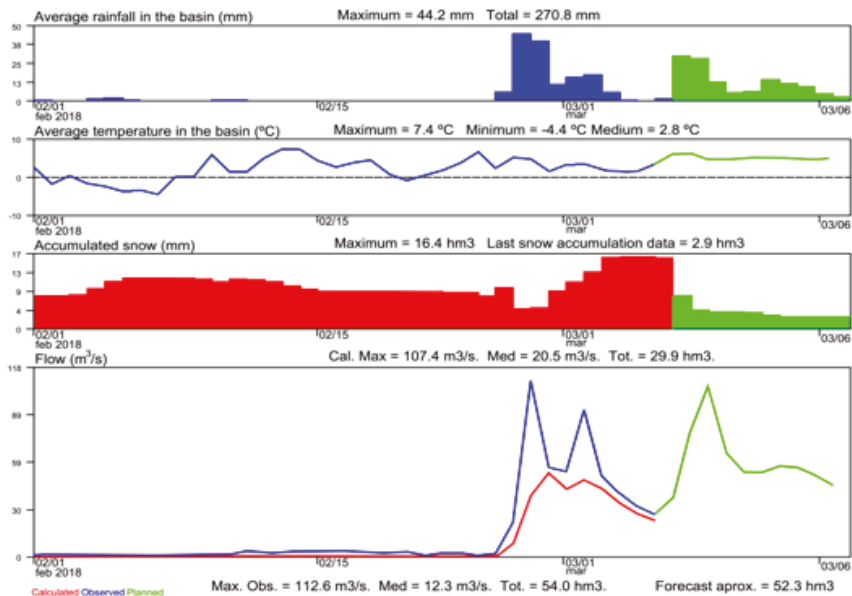 Average rainfall in the basin (mm) Maximum = 44.2 mm Total = 270.8 mm
50
38
25
13
0
02/01 02/15 03/01 03/06
feb 2018 mar
Average temperature in the basin (ºC) Maximum = 7.4 ºC Minimum = -4.4 ºC Medium = 2.8 ºC
10
0
-10
02/01 02/15 03/01 03/06
feb 2018 mar
Accumulated snow (mm) Maximum = 16.4 hm3 Last snow accumulation data = 2.9 hm3
17
13
9
4
0
02/01 02/15 03/01 03/06
feb 2018 mar
Flow (m³/s) Cal. Max = 107.4 m3/s. Med = 20.5 m3/s. Tot. = 29.9 hm3.
118
89
59
30
0
02/01 02/15 03/01 03/06
feb 2018 mar
Calculated Observed Planned Max. Obs. = 112.6 m3/s. Med = 12.3 m3/s. Tot. = 54.0 hm3. Forecast aprox. = 52.3 hm3